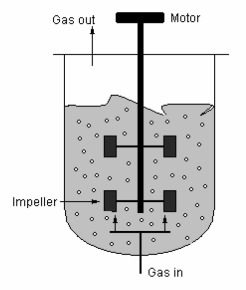 Gas out
Motor
Impeller
Gas in